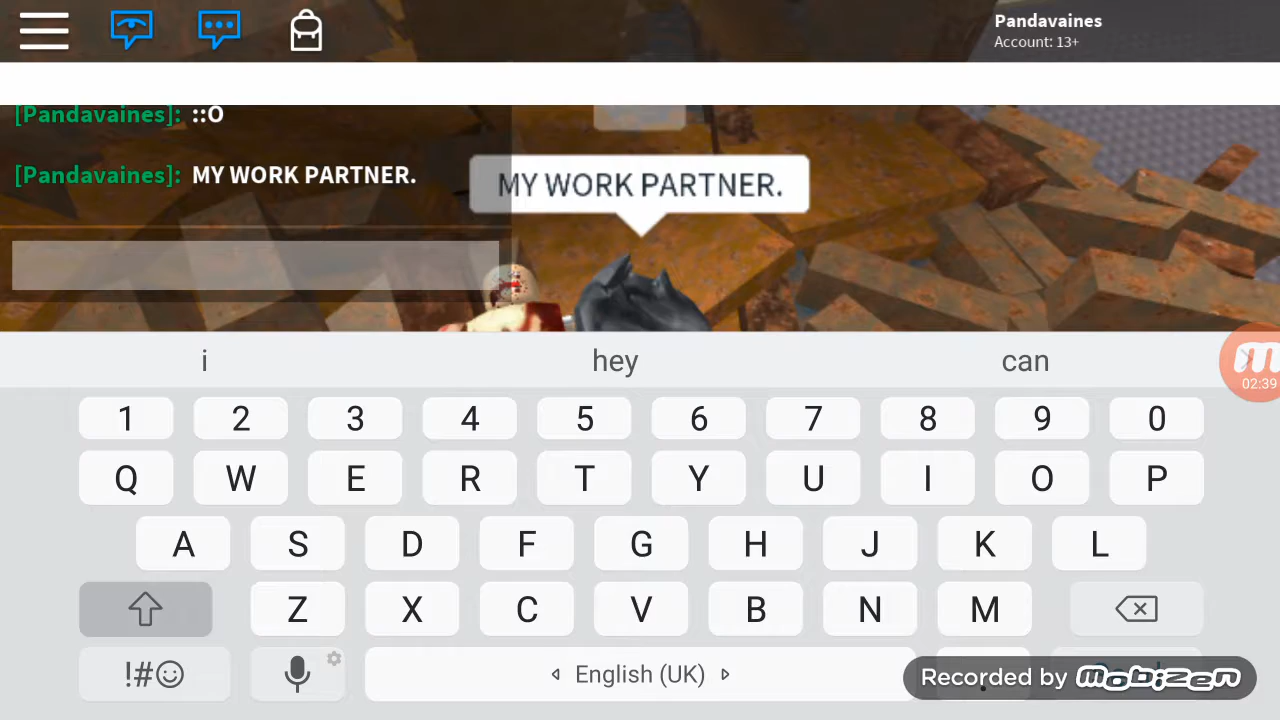 Pandavaines
Account: 13+
[Pandavaines]: ::O
[Pandavaines]: MY WORK PARTNER.
MY WORK PARTNER.
i hey can
02:39
1 2 3 4 5 6 7 8 9 0
Q W E R T Y U I O P
A S D F G H J K L
Z X C V B N M
!#☺ English (UK) .
Recorded by mobizen